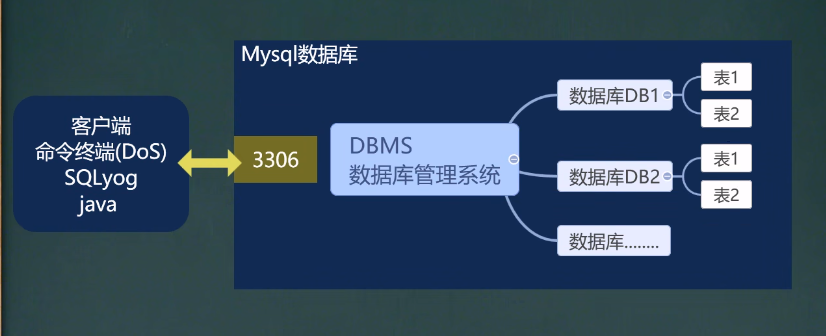 Mysql数据库
客户端
命令终端(DoS)
SQLyog
java
3306
DBMS
数据库管理系统
数据库DB1
表1
表2
数据库DB2
表1
表2
数据库........